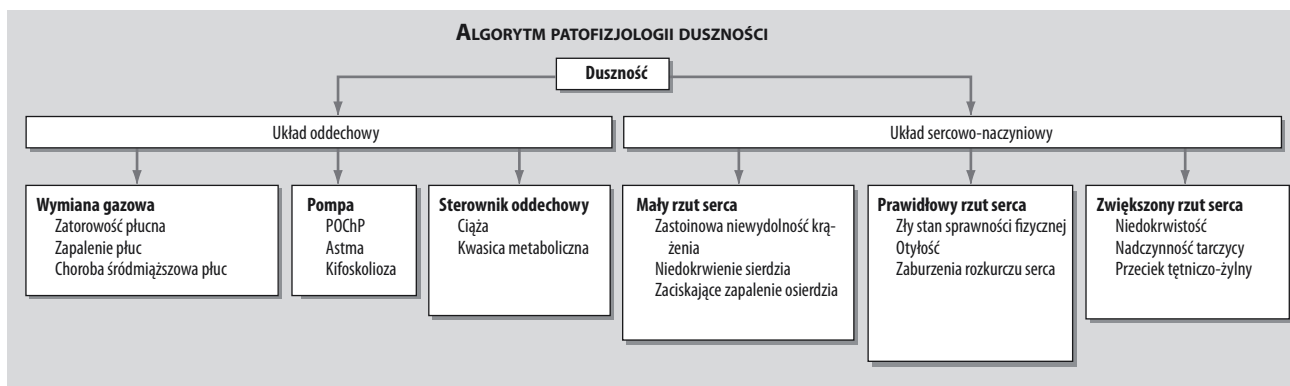 ALGORYTM PATOFIZJOLOGII DUSZNOŚCI
Duszność
Układ oddechowy
Układ sercowo-naczyniowy
Wymiana gazowa
Zatorowość płucna
Zapalenie płuc
Choroba śródmiąższowa płuc
Pompa
POChP
Astma
Kifoskolioza
Sterownik oddechowy
Ciąża
Kwasica metaboliczna
Mały rzut serca
Zastoinowa niewydolność krą-
żenia
Niedokrwienie sierdzia
Zaciskające zapalenie osierdzia
Prawidłowy rzut serca
Zły stan sprawności fizycznej
Otyłość
Zaburzenia rozkurczu serca
Zwiększony rzut serca
Niedokrwistość
Nadczynność tarczycy
Przeciek tętniczo-żylny